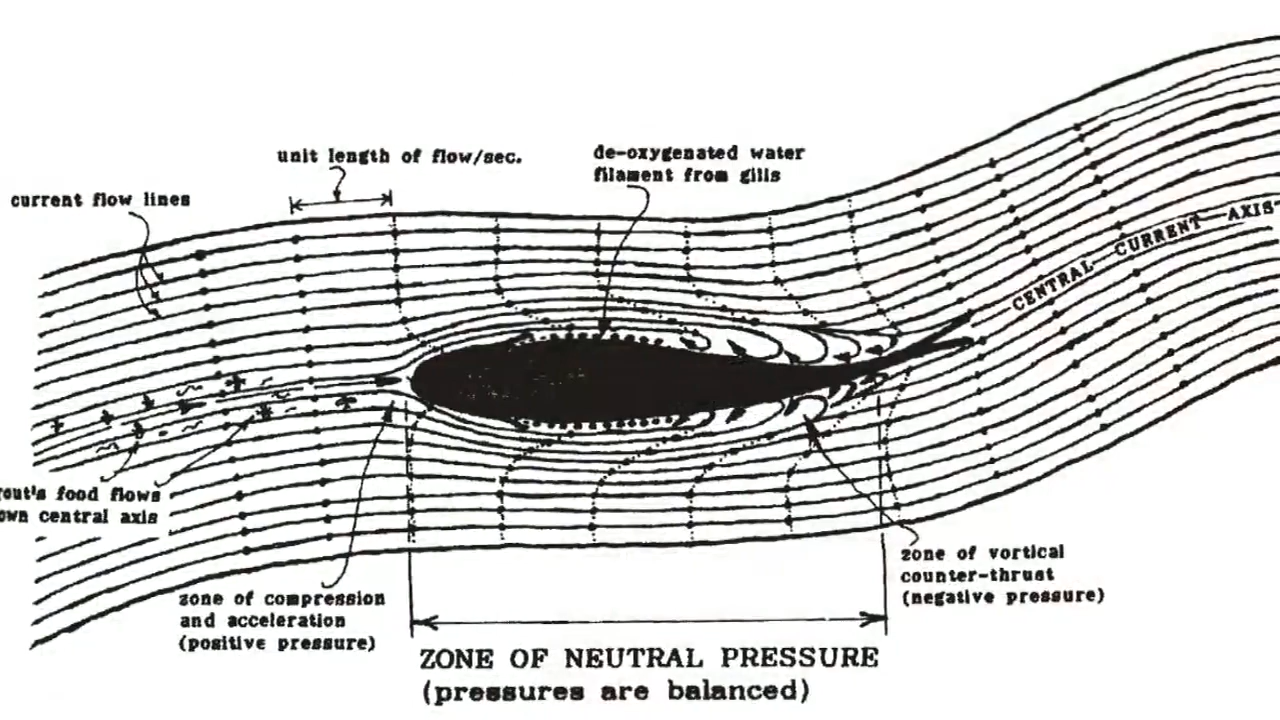 unit length of flow/sec.
de-oxygenated water
filament from gills
current flow lines
CENTRAL CURRENT AXIS
food flows
central axis
zone of compression
and acceleration
(positive pressure)
zone of vortical
counter-thrust
(negative pressure)
ZONE OF NEUTRAL PRESSURE
(pressures are balanced)